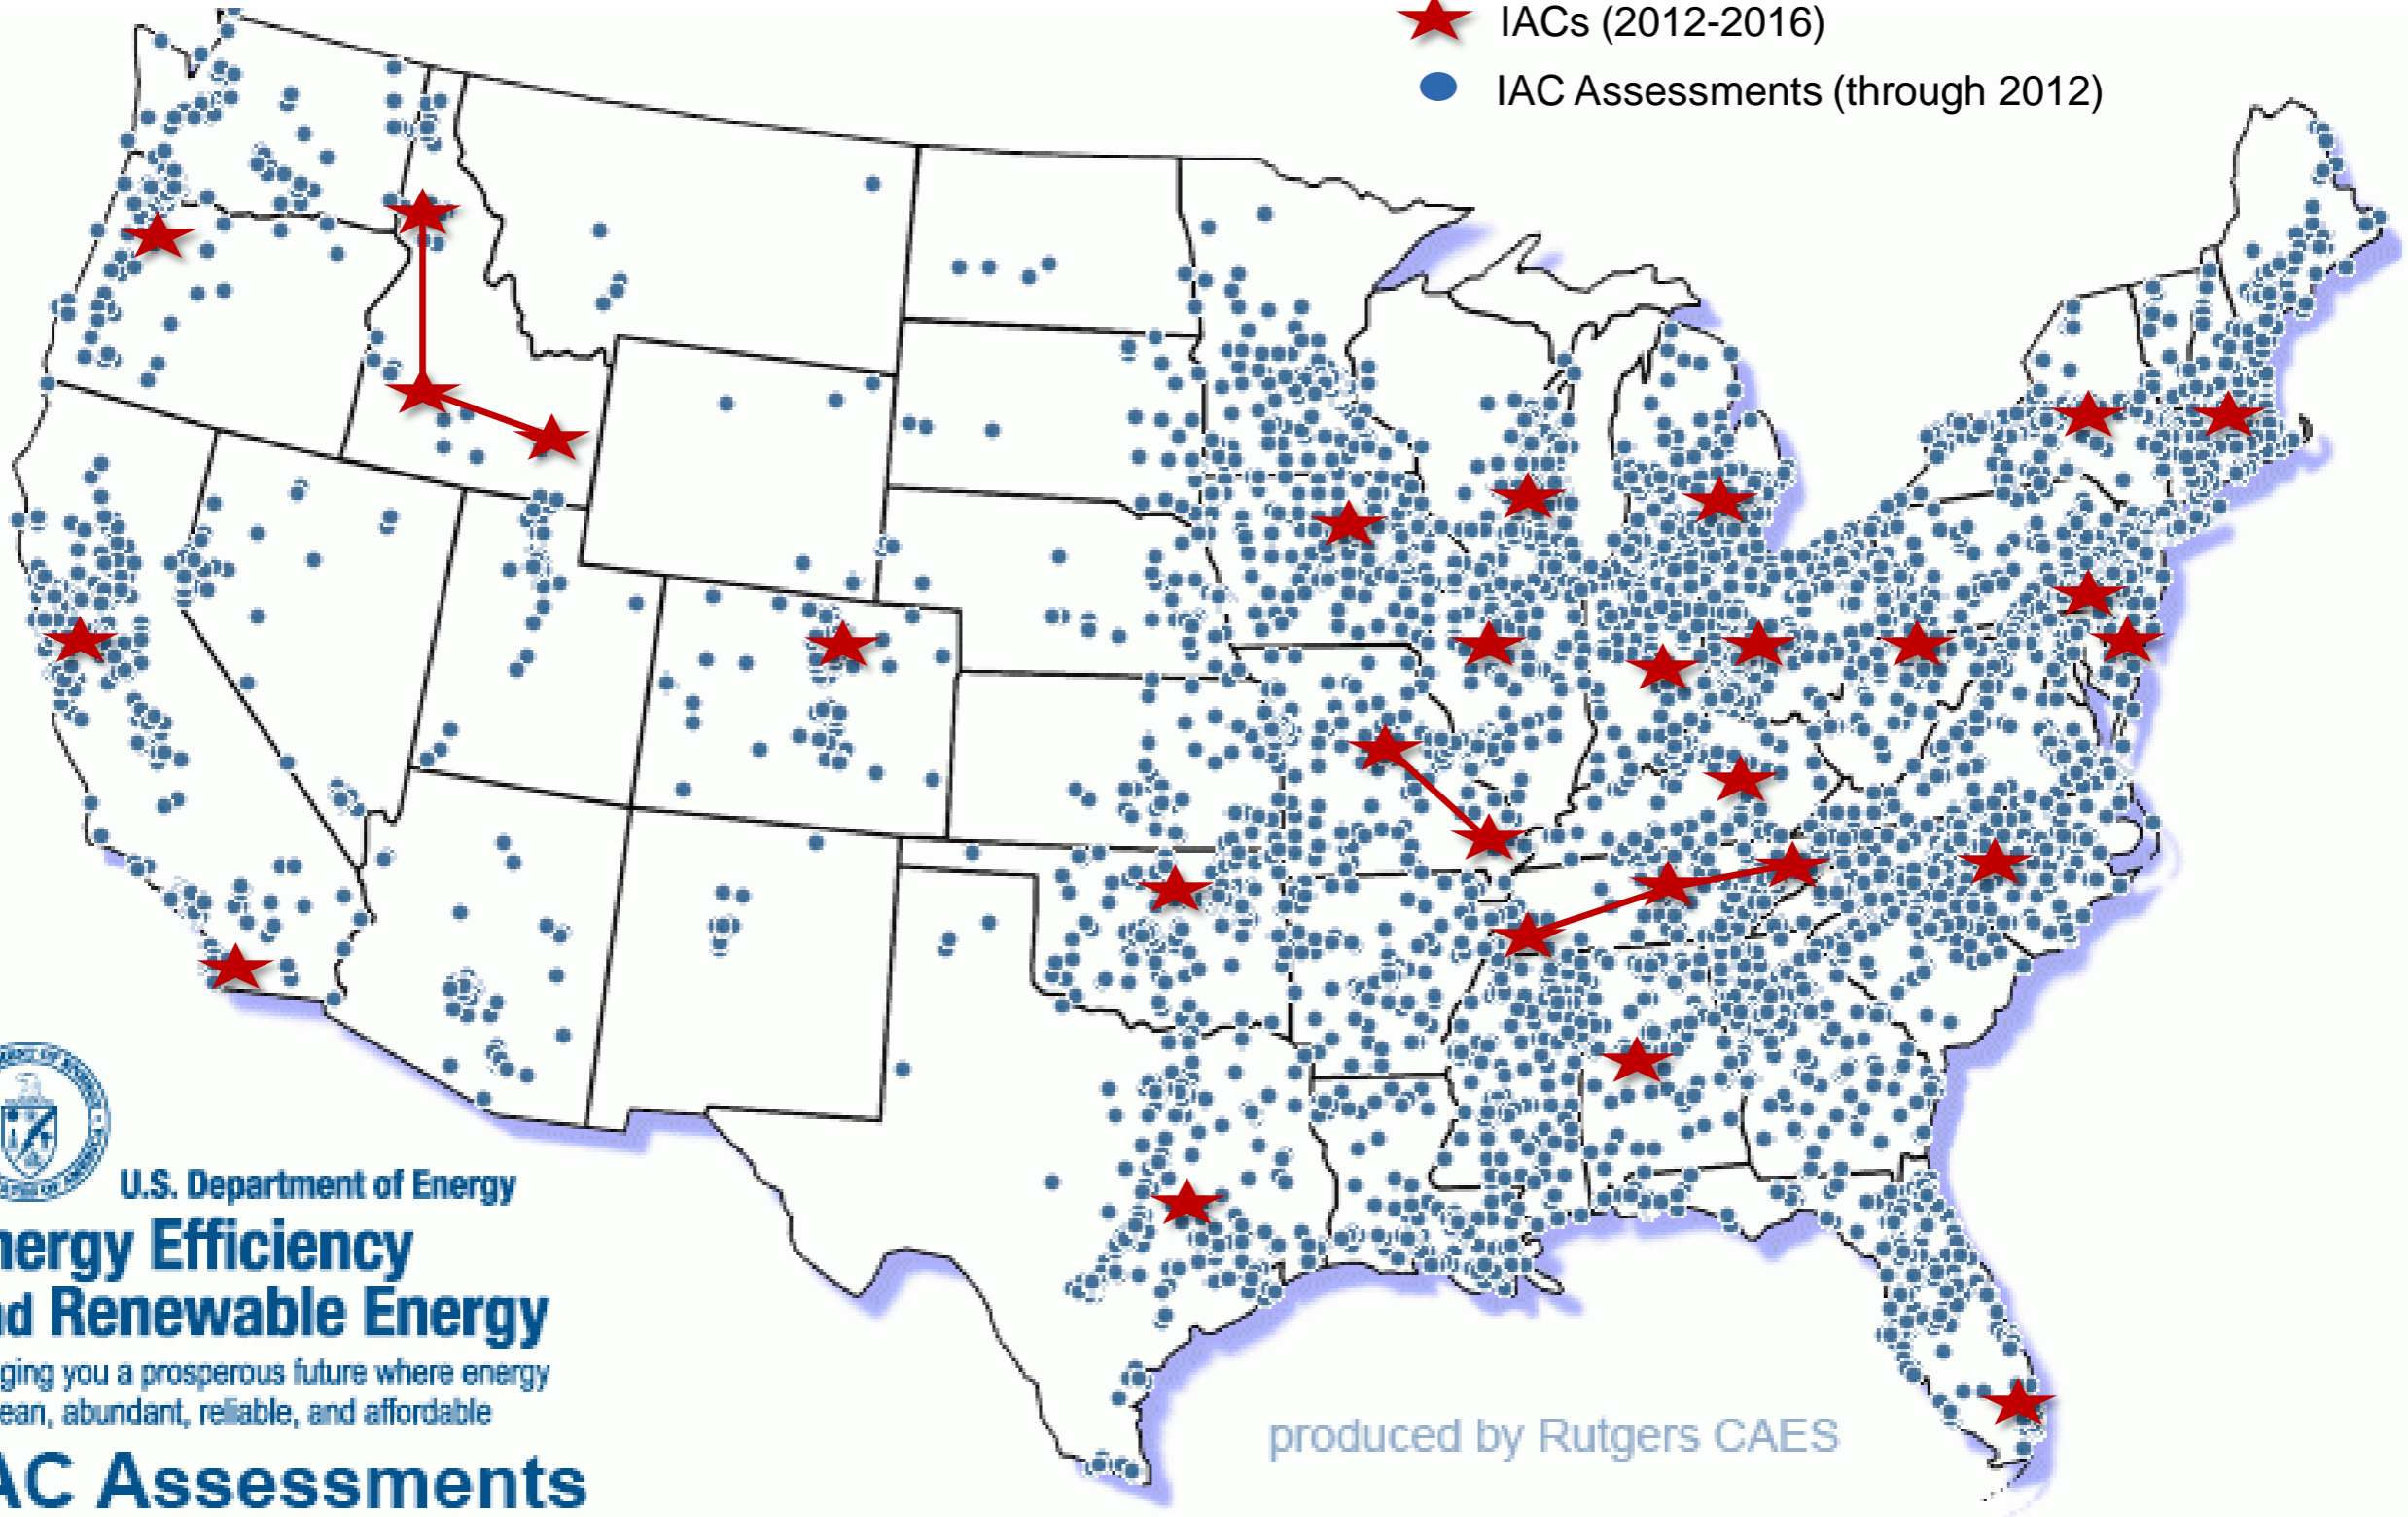 IACs (2012-2016)
IAC Assessments (through 2012)
U.S. Department of Energy
nergy Efficiency
nd Renewable Energy
ging you a prosperous future where energy
ean, abundant, reliable, and affordable
AC Assessments
produced by Rutgers CAES